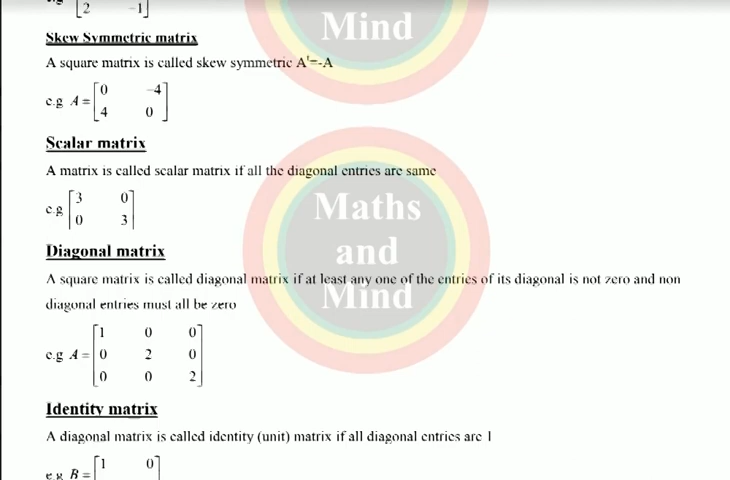 e.g [2 -1]
Skew Symmetric matrix
A square matrix is called skew symmetric A'=-A
e.g A = [0 -4
4 0]
Scalar matrix
A matrix is called scalar matrix if all the diagonal entries are same
e.g [3 0
0 3]
Diagonal matrix
A square matrix is called diagonal matrix if at least any one of the entries of its diagonal is not zero and non
diagonal entries must all be zero
e.g A = [1 0 0
0 2 0
0 0 2]
Identity matrix
A diagonal matrix is called identity (unit) matrix if all diagonal entries are 1
e.g B = [1 0]
Mind
Maths
and
Mind